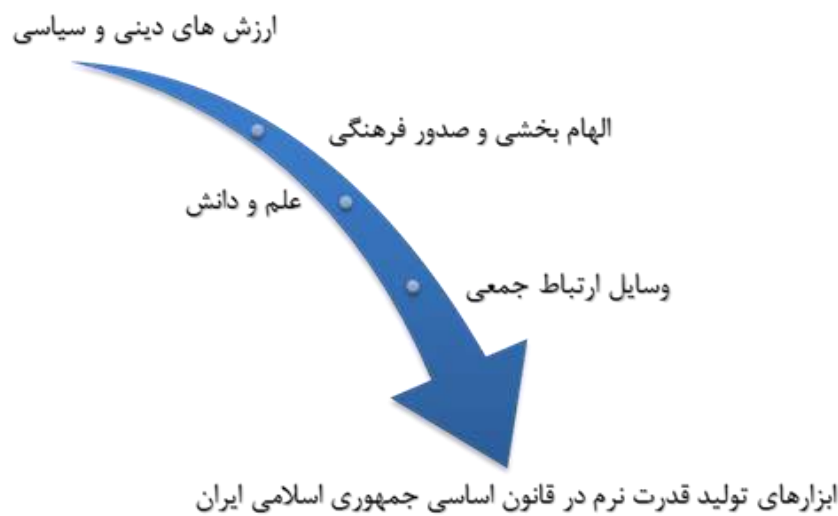 ارزش های دینی و سیاسی
الهام بخشی و صدور فرهنگی
علم و دانش
وسایل ارتباط جمعی
ابزارهای تولید قدرت نرم در قانون اساسی جمهوری اسلامی ایران